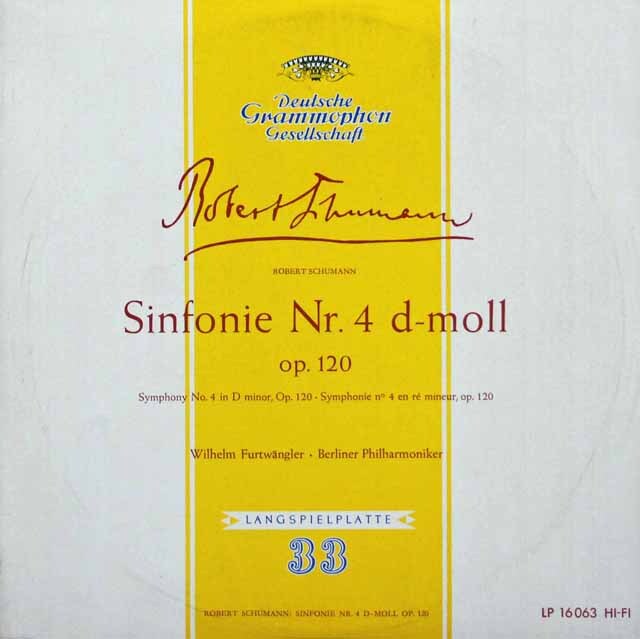 Deutsche
Grammophon
Gesellschaft
Robert Schumann
ROBERT SCHUMANN
Sinfonie Nr. 4 d-moll
op. 120
Symphony No. 4 in D minor, Op. 120 · Symphonie nº 4 en ré mineur, op. 120
Wilhelm Furtwängler · Berliner Philharmoniker
LANGSPIELPLATTE
33
ROBERT SCHUMANN: SINFONIE NR. 4 D-MOLL OP. 120
LP 16063 HI-FI